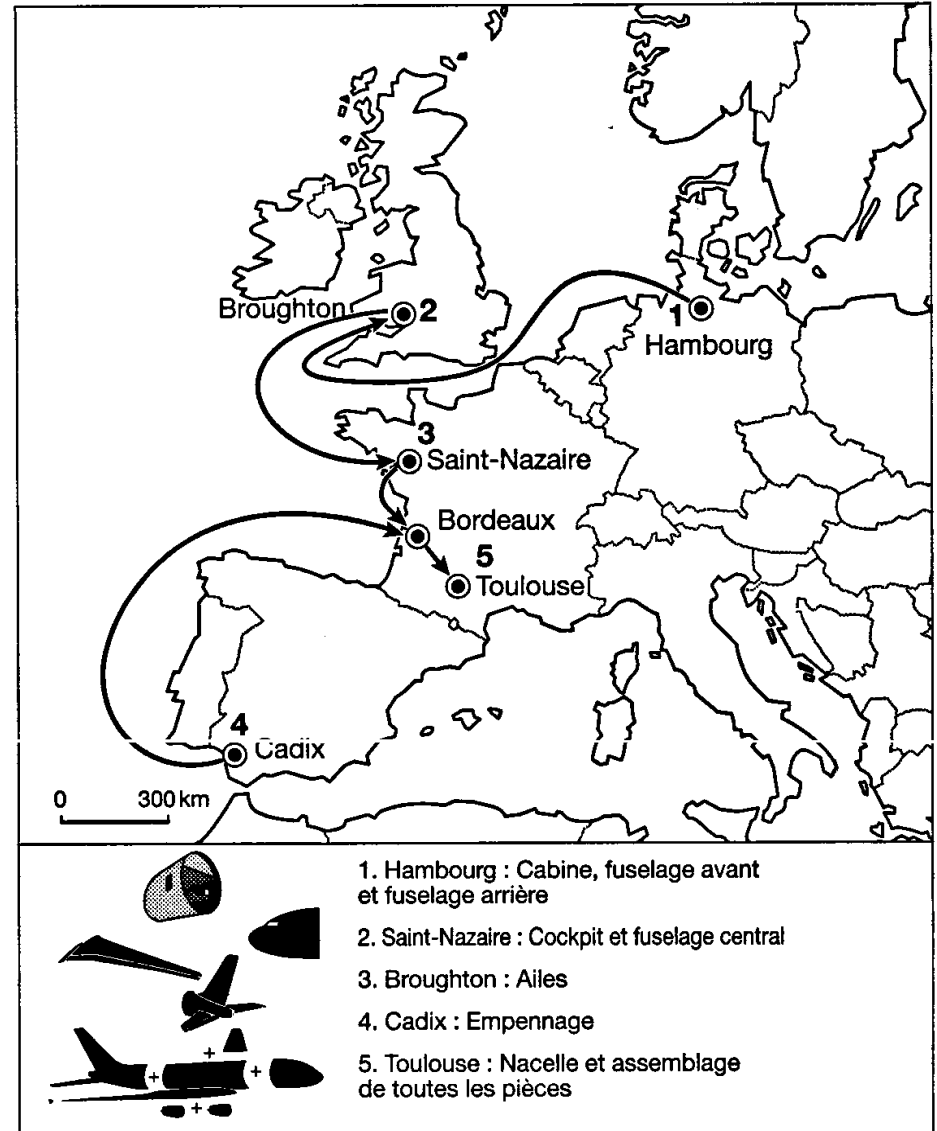 Broughton
2
1
Hambourg
3
Saint-Nazaire
Bordeaux
5
Toulouse
4
Cadix
0 300 km
1. Hambourg : Cabine, fuselage avant
et fuselage arrière
2. Saint-Nazaire : Cockpit et fuselage central
3. Broughton : Ailes
4. Cadix : Empennage
5. Toulouse : Nacelle et assemblage
de toutes les pièces
+
+ +
+